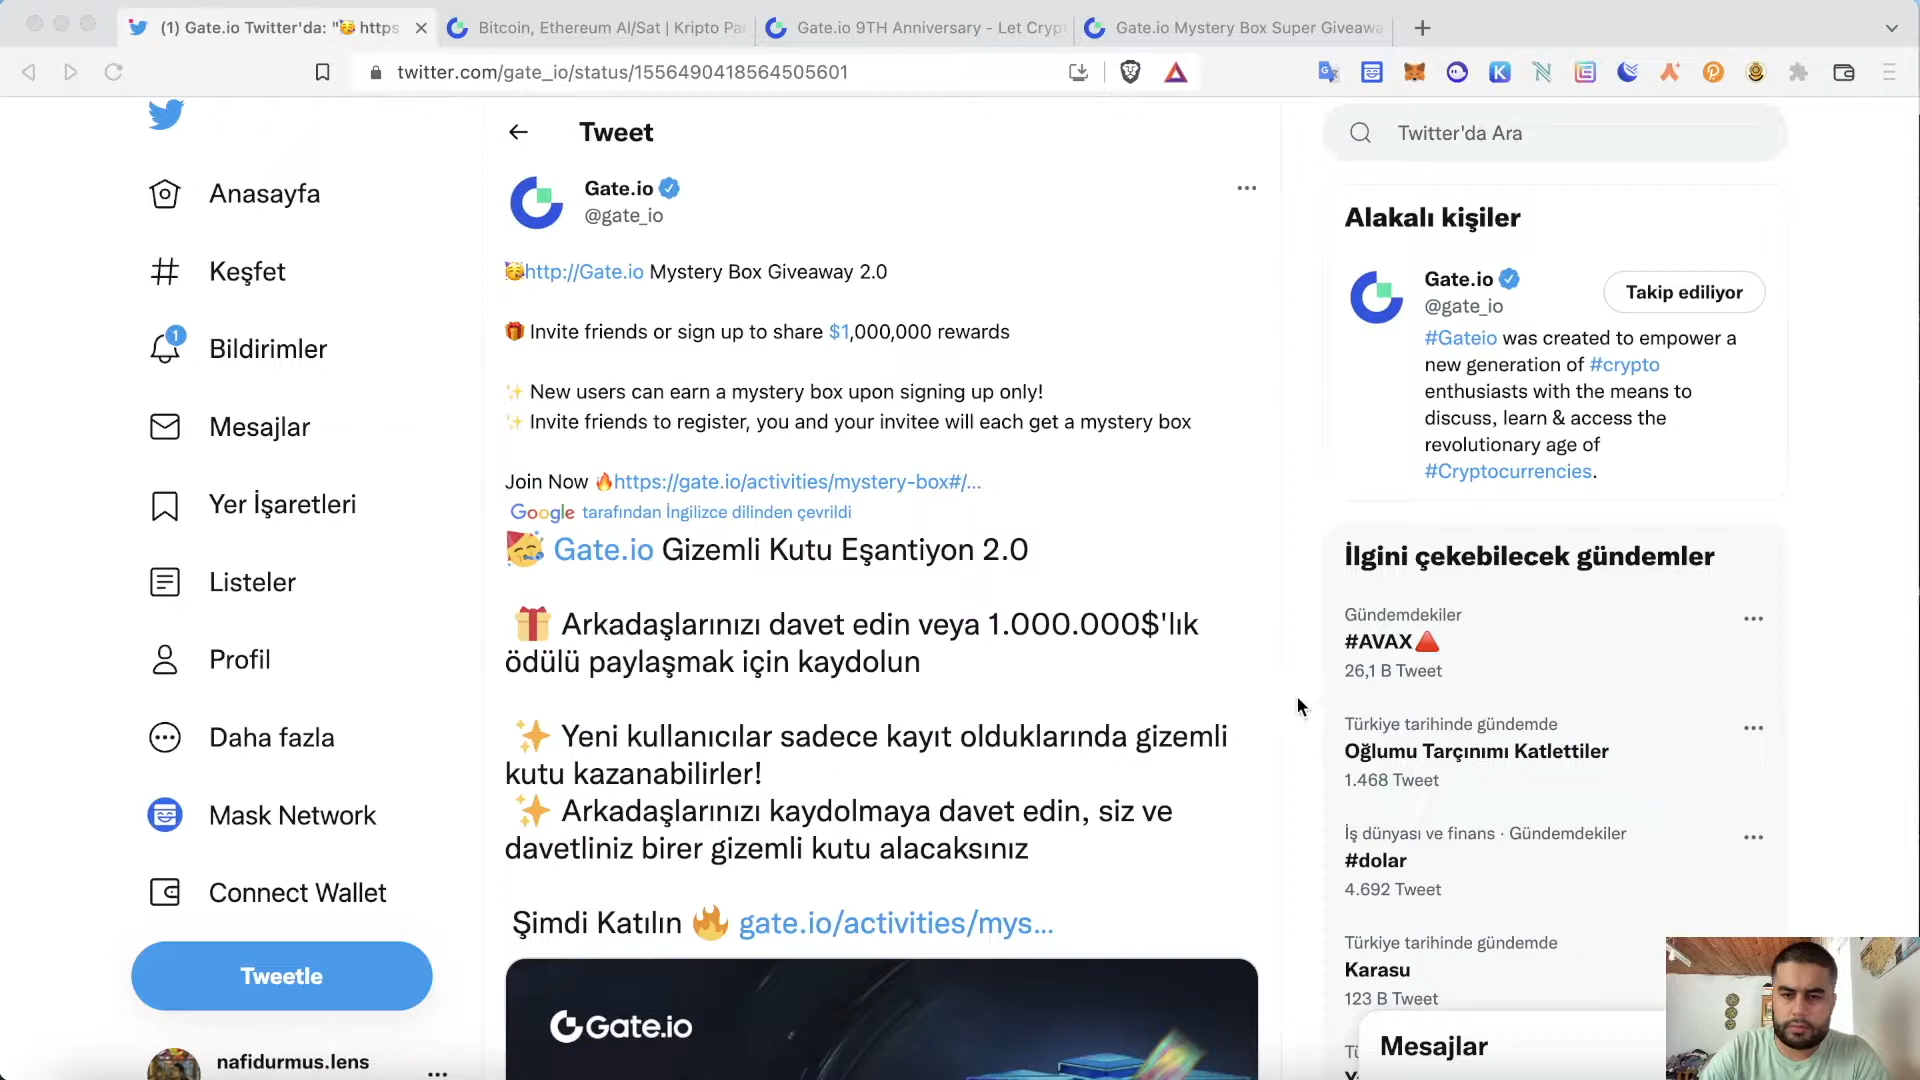 (1) Gate.io Twitter'da: "🥳 https
Bitcoin, Ethereum Al/Sat | Kripto Pa
Gate.io 9TH Anniversary - Let Cryp
Gate.io Mystery Box Super Giveawa
twitter.com/gate_io/status/1556490418564505601
Anasayfa
Keşfet
1
Bildirimler
Mesajlar
Yer İşaretleri
Listeler
Profil
Daha fazla
Mask Network
Connect Wallet
Tweetle
nafidurmus.lens
Tweet
Gate.io
@gate_io
🥳http://Gate.io Mystery Box Giveaway 2.0
🎁 Invite friends or sign up to share $1,000,000 rewards
✨ New users can earn a mystery box upon signing up only!
✨ Invite friends to register, you and your invitee will each get a mystery box
Join Now 🔥https://gate.io/activities/mystery-box#/…
Google tarafından İngilizce dilinden çevrildi
🥳 Gate.io Gizemli Kutu Eşantiyon 2.0
🎁 Arkadaşlarınızı davet edin veya 1.000.000$'lık
ödülü paylaşmak için kaydolun
✨ Yeni kullanıcılar sadece kayıt olduklarında gizemli
kutu kazanabilirler!
✨ Arkadaşlarınızı kaydolmaya davet edin, siz ve
davetliniz birer gizemli kutu alacaksınız
Şimdi Katılın 🔥 gate.io/activities/mys…
Gate.io
Twitter'da Ara
Alakalı kişiler
Gate.io
@gate_io
Takip ediliyor
#Gateio was created to empower a
new generation of #crypto
enthusiasts with the means to
discuss, learn & access the
revolutionary age of
#Cryptocurrencies.
İlgini çekebilecek gündemler
Gündemdekiler
#AVAX🔺
26,1 B Tweet
Türkiye tarihinde gündemde
Oğlumu Tarçınımı Katlettiler
1.468 Tweet
İş dünyası ve finans · Gündemdekiler
#dolar
4.692 Tweet
Türkiye tarihinde gündemde
Karasu
123 B Tweet
Mesajlar